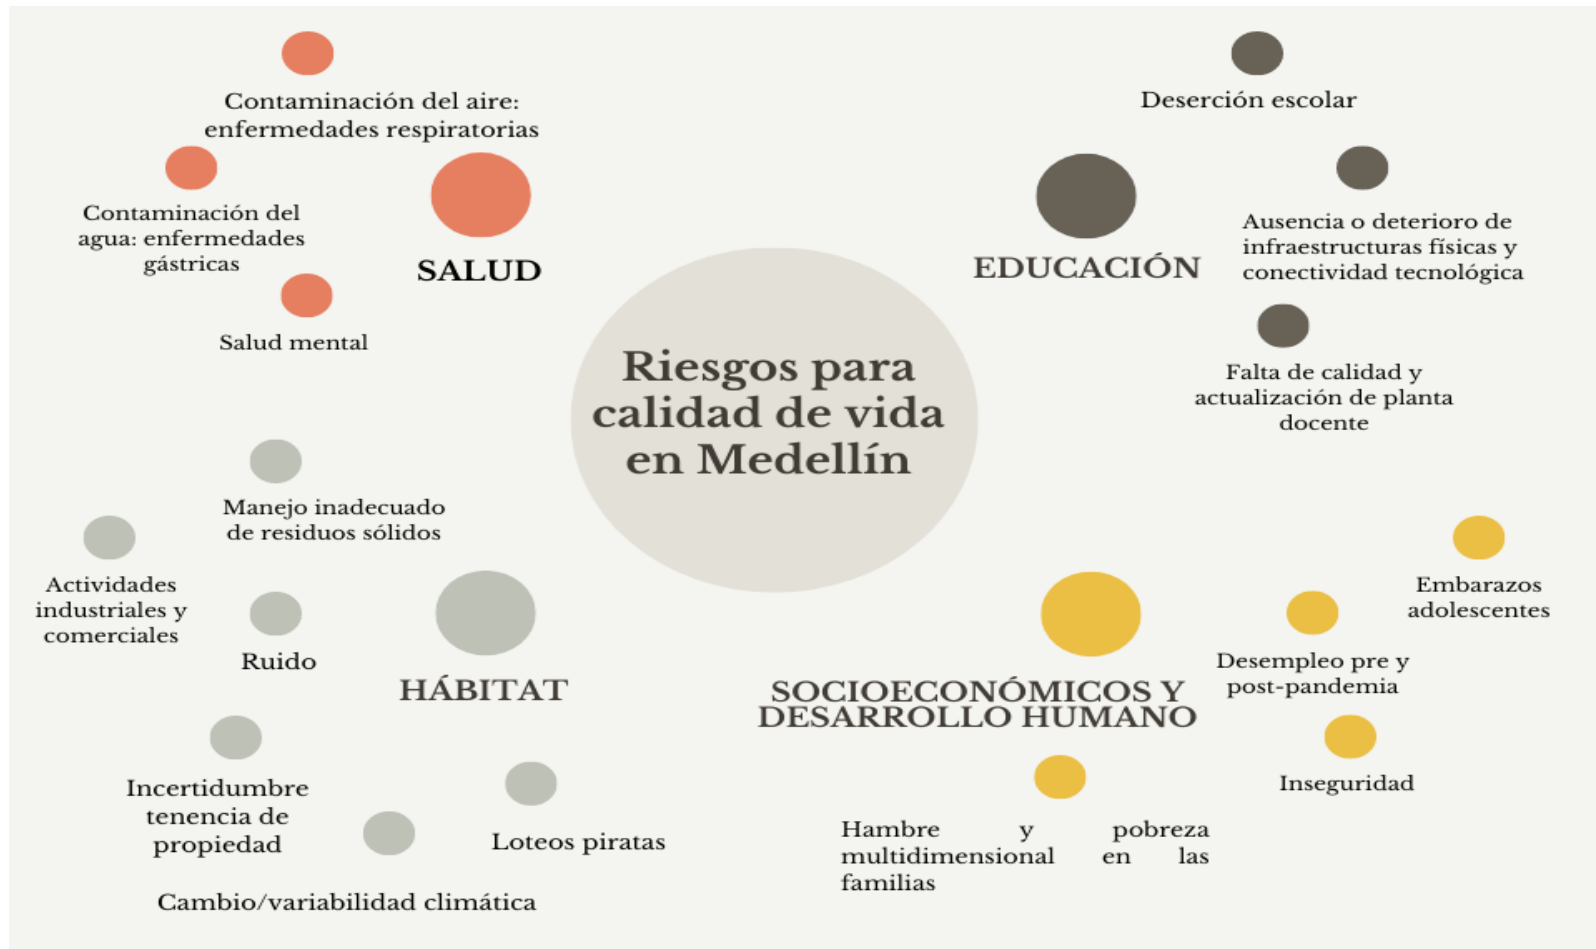 Contaminación del aire:
enfermedades respiratorias
Contaminación del
agua: enfermedades
gástricas
SALUD
Salud mental
Deserción escolar
EDUCACIÓN
Ausencia o deterioro de
infraestructuras físicas y
conectividad tecnológica
Falta de calidad y
actualización de planta
docente
Riesgos para
calidad de vida
en Medellín
Manejo inadecuado
de residuos sólidos
Actividades
industriales y
comerciales
Ruido
HÁBITAT
Incertidumbre
tenencia de
propiedad
Loteos piratas
Cambio/variabilidad climática
SOCIOECONÓMICOS Y
DESARROLLO HUMANO
Embarazos
adolescentes
Desempleo pre y
post-pandemia
Inseguridad
Hambre y pobreza
multidimensional en las
familias